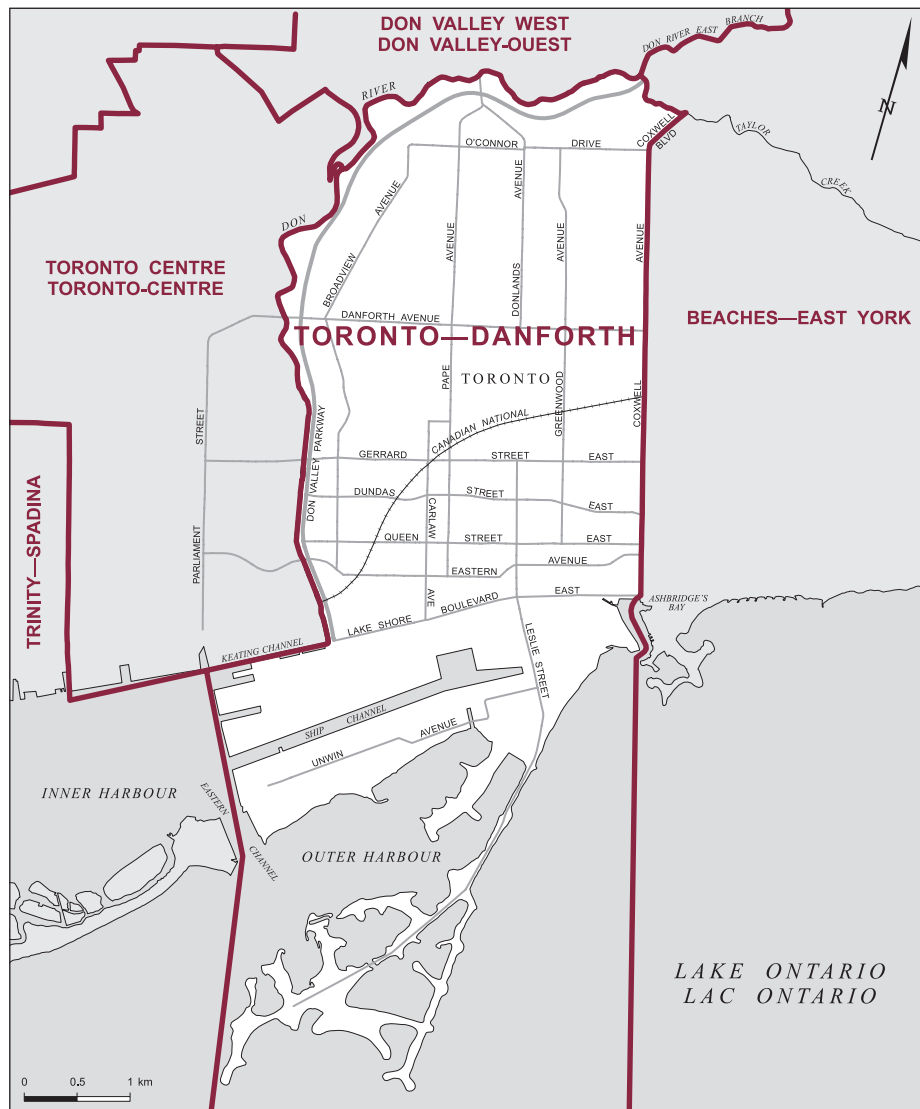 DON VALLEY WEST
DON VALLEY-OUEST
DON RIVER EAST BRANCH
N
RIVER
COXWELL
BLVD
TAYLOR
CREEK
O'CONNOR DRIVE
DON
AVENUE
AVENUE
AVENUE
AVENUE
AVENUE
BROADVIEW
DONLANDS
TORONTO CENTRE
TORONTO-CENTRE
DANFORTH AVENUE
TORONTO—DANFORTH
BEACHES—EAST YORK
TORONTO
PAPE
GREENWOOD
COXWELL
STREET
CANADIAN NATIONAL
DON VALLEY PARKWAY
GERRARD STREET EAST
DUNDAS STREET EAST
CARLAW
AVE
QUEEN STREET EAST
TRINITY—SPADINA
PARLIAMENT
EASTERN AVENUE
LAKE SHORE BOULEVARD EAST
ASHBRIDGE'S
BAY
KEATING CHANNEL
LESLIE STREET
SHIP CHANNEL
UNWIN AVENUE
INNER HARBOUR
EASTERN
CHANNEL
OUTER HARBOUR
LAKE ONTARIO
LAC ONTARIO
0 0.5 1 km